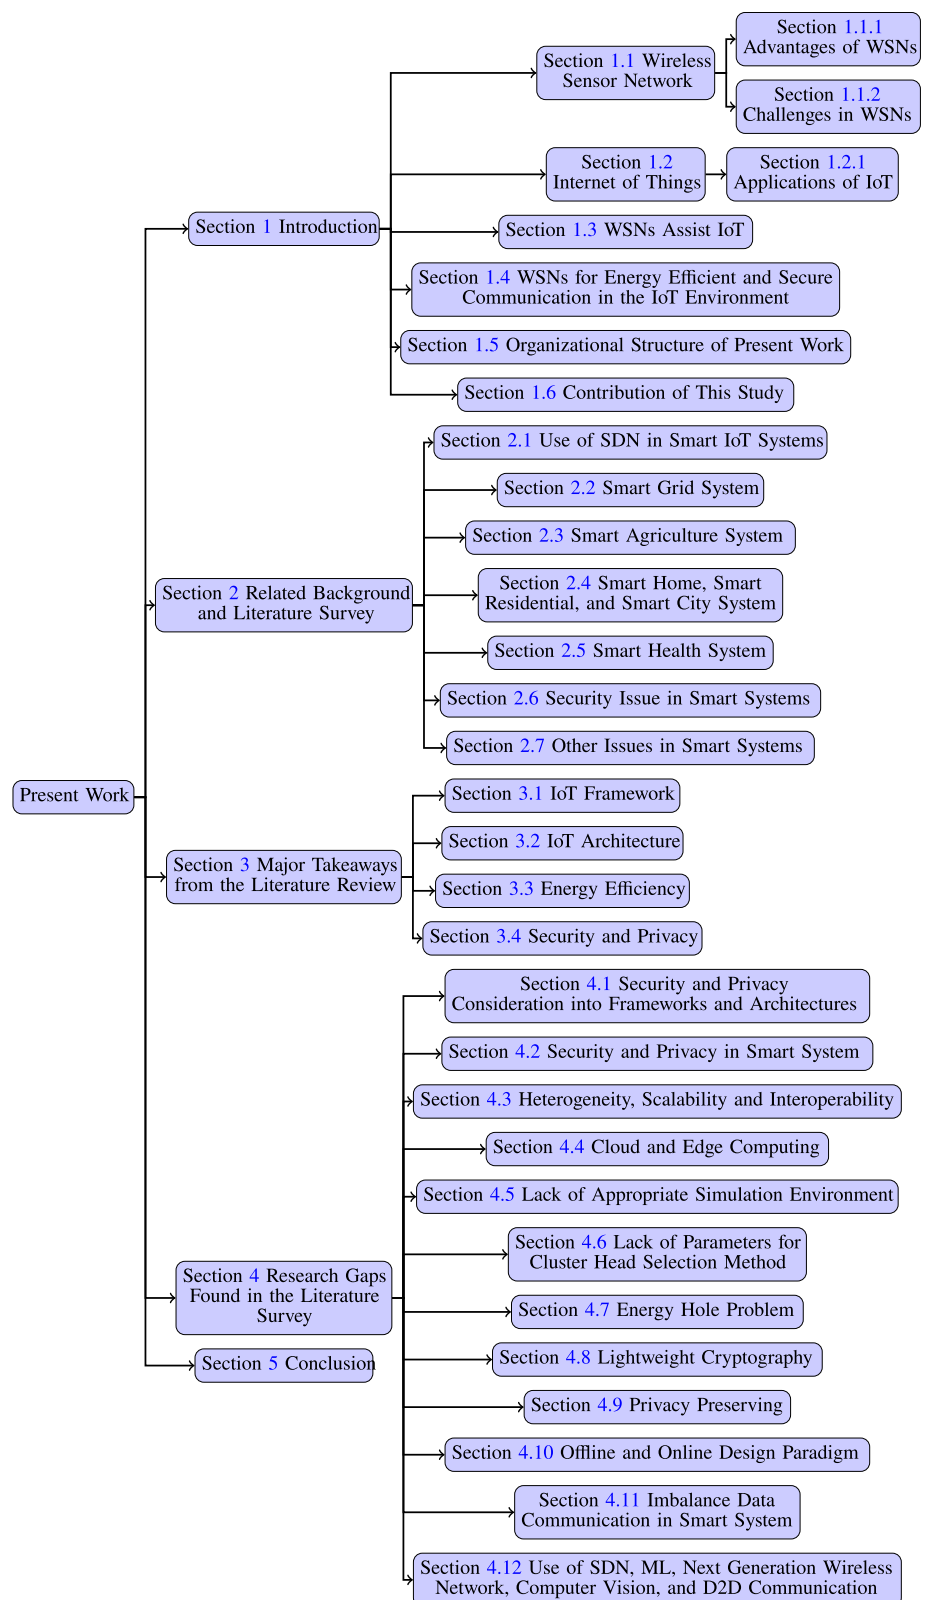 Present Work
Section 1 Introduction
Section 1.1 Wireless
Sensor Network
Section 1.1.1
Advantages of WSNs
Section 1.1.2
Challenges in WSNs
Section 1.2
Internet of Things
Section 1.2.1
Applications of IoT
Section 1.3 WSNs Assist IoT
Section 1.4 WSNs for Energy Efficient and Secure
Communication in the IoT Environment
Section 1.5 Organizational Structure of Present Work
Section 1.6 Contribution of This Study
Section 2 Related Background
and Literature Survey
Section 2.1 Use of SDN in Smart IoT Systems
Section 2.2 Smart Grid System
Section 2.3 Smart Agriculture System
Section 2.4 Smart Home, Smart
Residential, and Smart City System
Section 2.5 Smart Health System
Section 2.6 Security Issue in Smart Systems
Section 2.7 Other Issues in Smart Systems
Section 3 Major Takeaways
from the Literature Review
Section 3.1 IoT Framework
Section 3.2 IoT Architecture
Section 3.3 Energy Efficiency
Section 3.4 Security and Privacy
Section 4 Research Gaps
Found in the Literature
Survey
Section 4.1 Security and Privacy
Consideration into Frameworks and Architectures
Section 4.2 Security and Privacy in Smart System
Section 4.3 Heterogeneity, Scalability and Interoperability
Section 4.4 Cloud and Edge Computing
Section 4.5 Lack of Appropriate Simulation Environment
Section 4.6 Lack of Parameters for
Cluster Head Selection Method
Section 4.7 Energy Hole Problem
Section 4.8 Lightweight Cryptography
Section 4.9 Privacy Preserving
Section 4.10 Offline and Online Design Paradigm
Section 4.11 Imbalance Data
Communication in Smart System
Section 4.12 Use of SDN, ML, Next Generation Wireless
Network, Computer Vision, and D2D Communication
Section 5 Conclusion